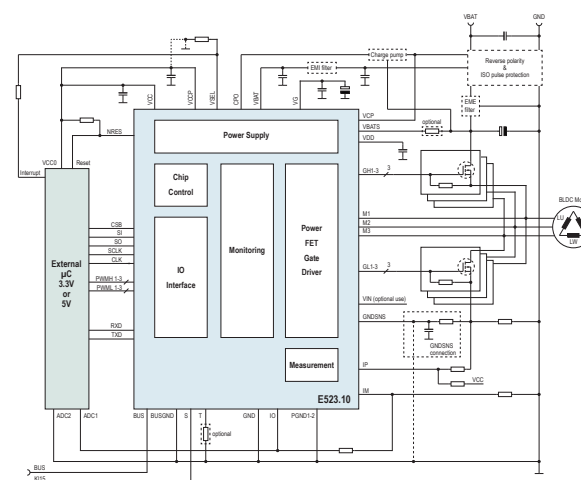 VBAT
GND
Charge pump
EMI filter
Reverse polarity
&
ISO pulse protection
EME
filter
VCC
VCCP
VSEL
CPO
VBAT
VG
VCP
VBATS
optional
VDD
NRES
Power Supply
VCC0
Reset
Interrupt
Chip
Control
GH1-3
3
BLDC Mo
LU
LW
M1
M2
M3
Monitoring
Power
FET
Gate
Driver
IO
Interface
CSB
SI
SO
SCLK
CLK
External
µC
3.3V
or
5V
PWMH 1-3
PWML 1-3
GL1-3
3
VIN (optional use)
GNDSNS
GNDSNS
connection
RXD
TXD
Measurement
IP
VCC
E523.10
IM
ADC2
ADC1
BUS
BUSGND
S
T
GND
IO
PGND1-2
optional
BUS